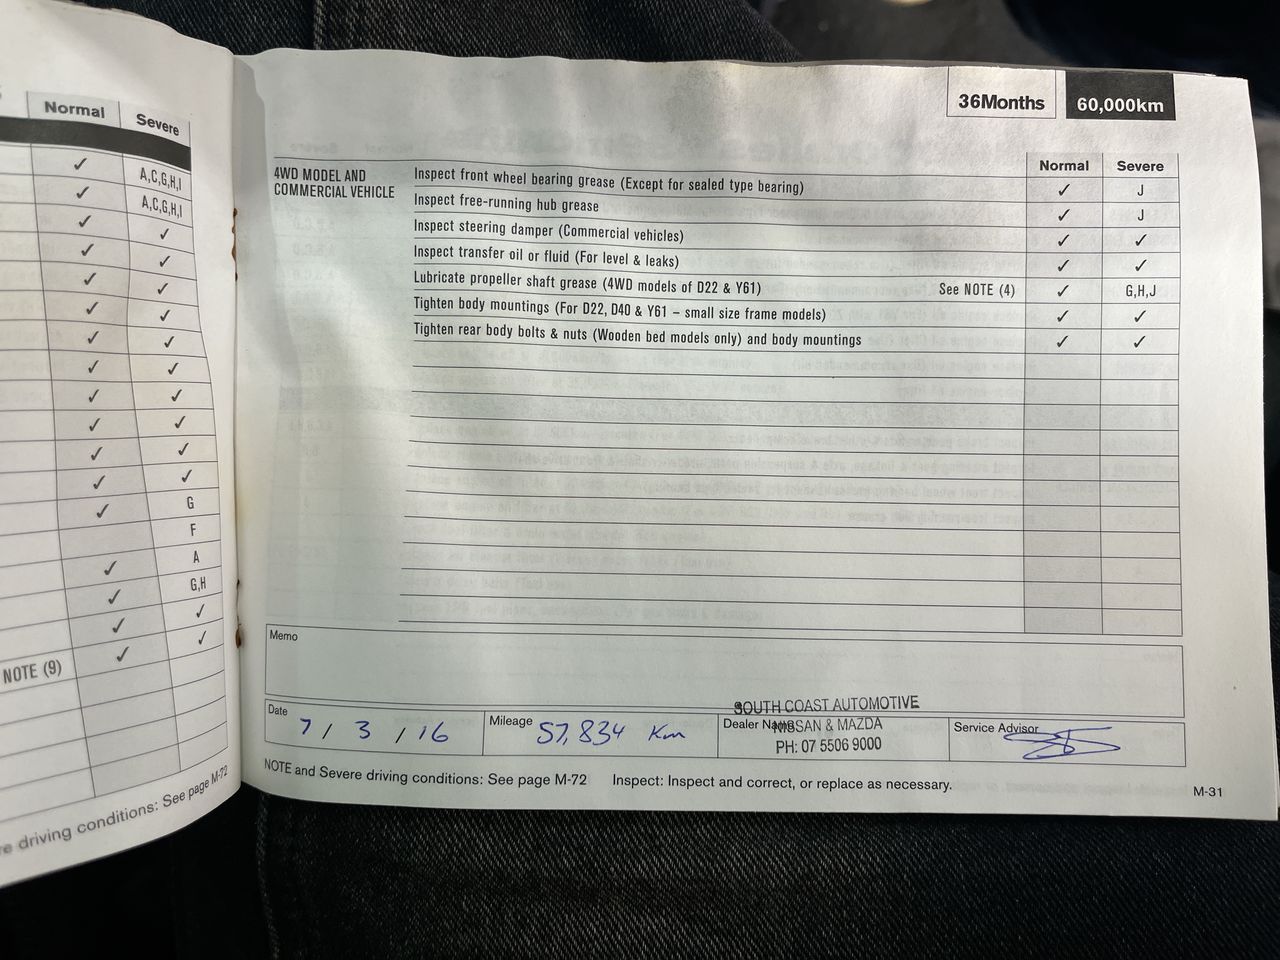 Normal Severe
✓ A,C,G,H,I
✓ A,C,G,H,I
✓ ✓
✓ ✓
✓ ✓
✓ ✓
✓ ✓
✓ ✓
✓ ✓
✓ ✓
✓ ✓
✓ ✓
✓ G
F
✓ A
✓ G,H
✓ ✓
NOTE (9) ✓ ✓
driving conditions: See page M-72
36Months 60,000km
Normal Severe
4WD MODEL AND
COMMERCIAL VEHICLE
Inspect front wheel bearing grease (Except for sealed type bearing) ✓ J
Inspect free-running hub grease ✓ J
Inspect steering damper (Commercial vehicles) ✓ ✓
Inspect transfer oil or fluid (For level & leaks) ✓ ✓
Lubricate propeller shaft grease (4WD models of D22 & Y61) See NOTE (4) ✓ G,H,J
Tighten body mountings (For D22, D40 & Y61 – small size frame models) ✓ ✓
Tighten rear body bolts & nuts (Wooden bed models only) and body mountings ✓ ✓
Memo
Date 7 / 3 / 16
Mileage 57,834 Km
Dealer Name
SOUTH COAST AUTOMOTIVE
NISSAN & MAZDA
PH: 07 5506 9000
Service Advisor
NOTE and Severe driving conditions: See page M-72 Inspect: Inspect and correct, or replace as necessary.
M-31